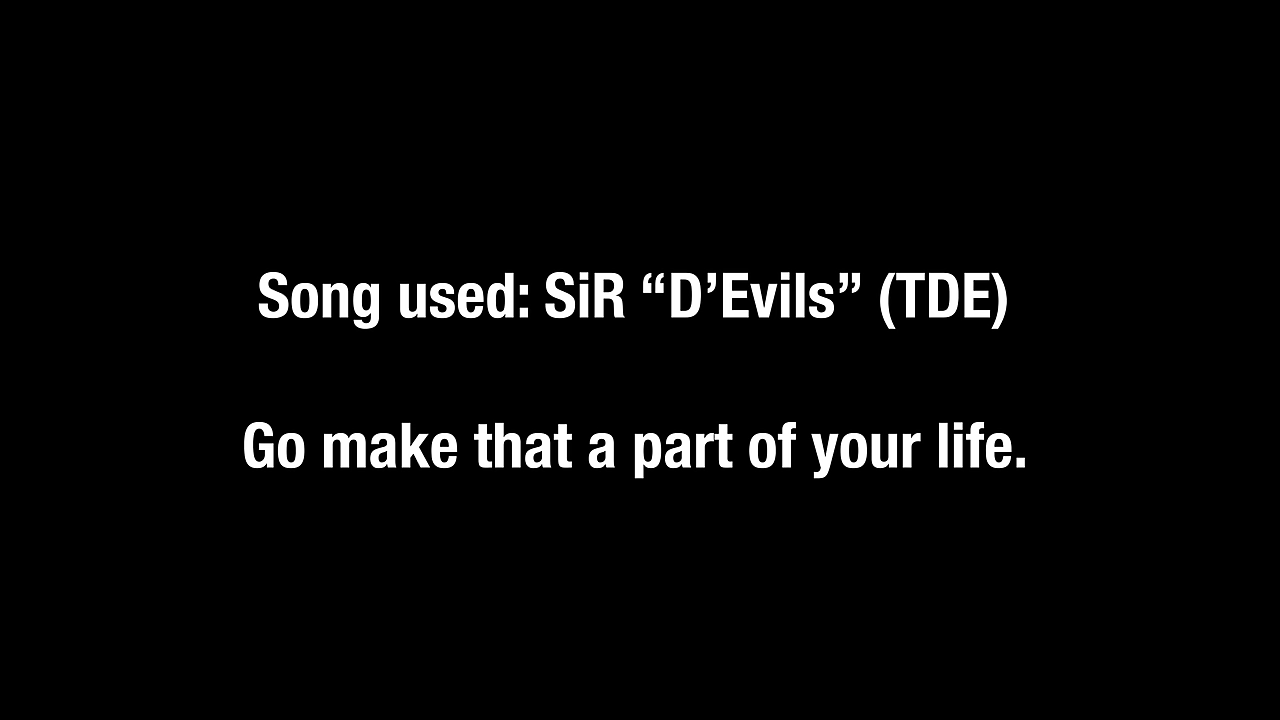 Song used: SiR “D’Evils” (TDE)
Go make that a part of your life.